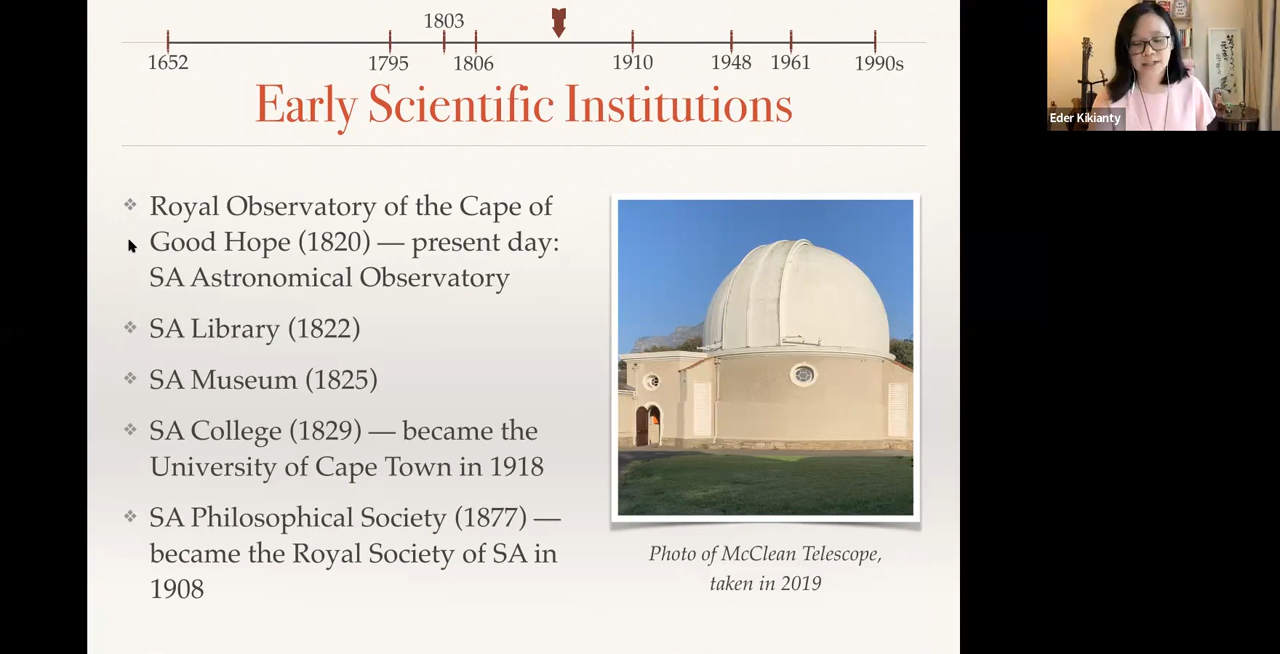 1803
1652 1795 1806 1910 1948 1961 1990s
Early Scientific Institutions
Royal Observatory of the Cape of
Good Hope (1820) — present day:
SA Astronomical Observatory
SA Library (1822)
SA Museum (1825)
SA College (1829) — became the
University of Cape Town in 1918
SA Philosophical Society (1877) —
became the Royal Society of SA in
1908
Photo of McClean Telescope,
taken in 2019
Eder Kikianty